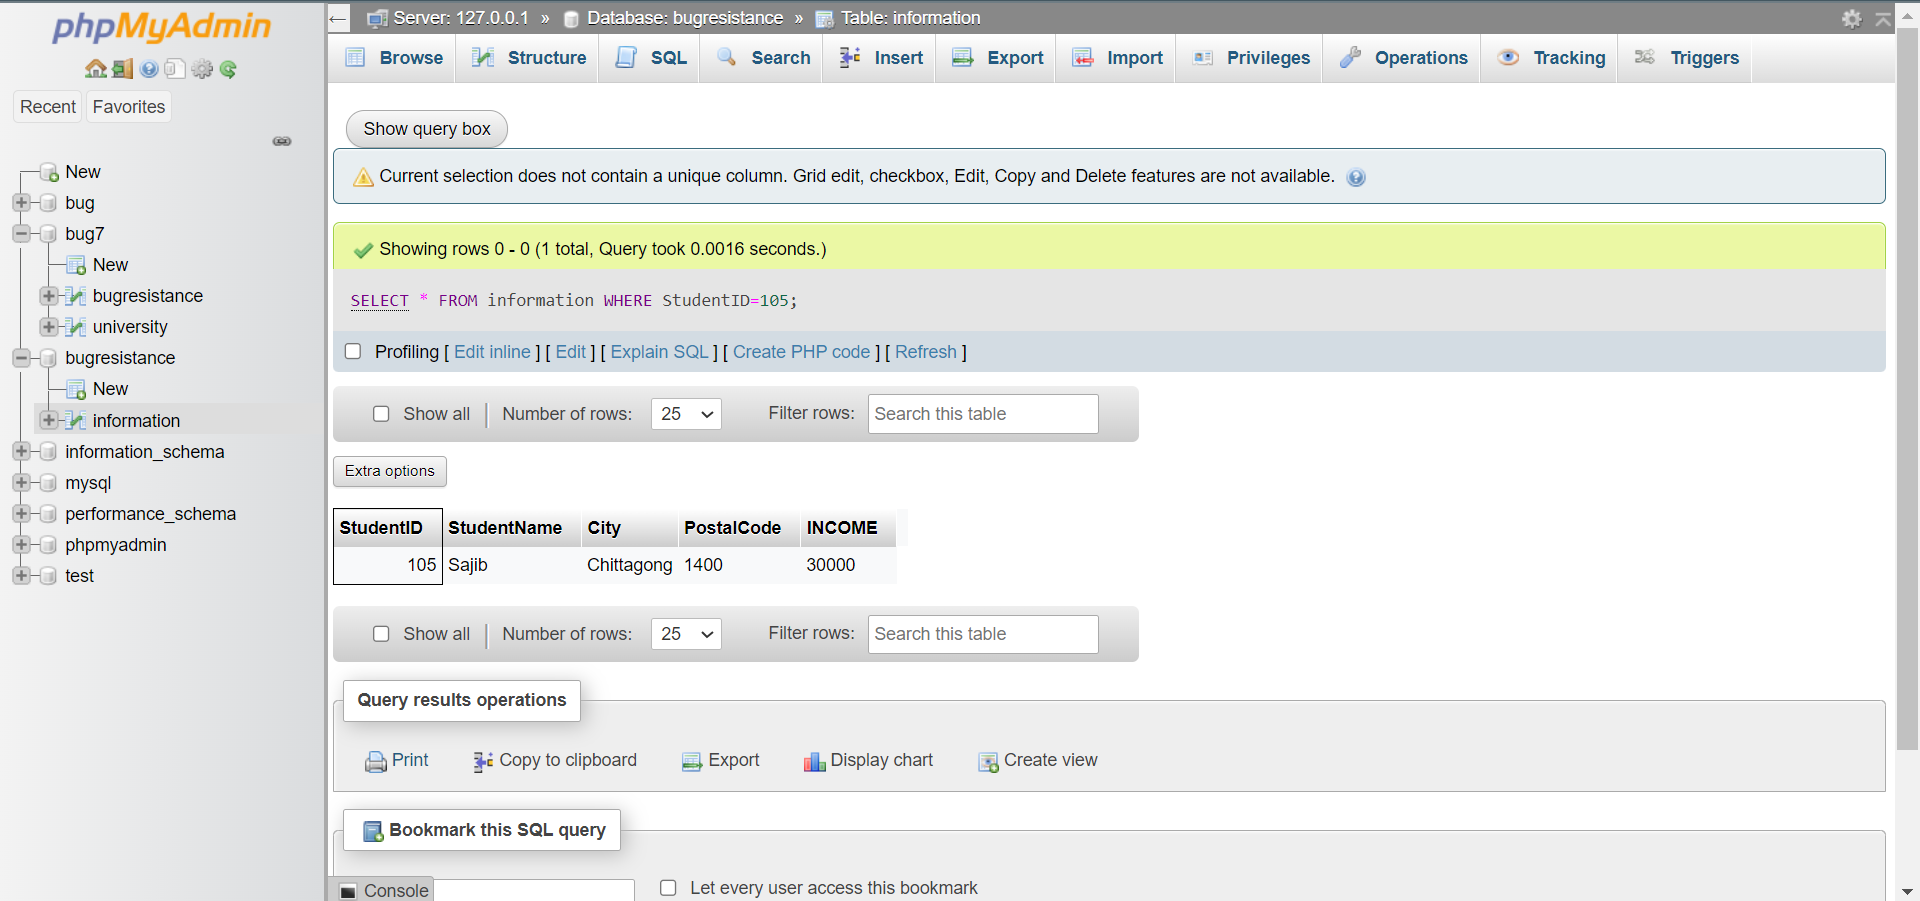 phpMyAdmin
Recent Favorites
New
bug
bug7
New
bugresistance
university
bugresistance
New
information
information_schema
mysql
performance_schema
phpmyadmin
test
Server: 127.0.0.1 » Database: bugresistance » Table: information
Browse Structure SQL Search Insert Export Import Privileges Operations Tracking Triggers
Show query box
Current selection does not contain a unique column. Grid edit, checkbox, Edit, Copy and Delete features are not available.
Showing rows 0 - 0 (1 total, Query took 0.0016 seconds.)
SELECT * FROM information WHERE StudentID=105;
Profiling [ Edit inline ] [ Edit ] [ Explain SQL ] [ Create PHP code ] [ Refresh ]
Show all Number of rows: 25 Filter rows: Search this table
Extra options
StudentID StudentName City PostalCode INCOME
105 Sajib Chittagong 1400 30000
Show all Number of rows: 25 Filter rows: Search this table
Query results operations
Print Copy to clipboard Export Display chart Create view
Bookmark this SQL query
Console Let every user access this bookmark